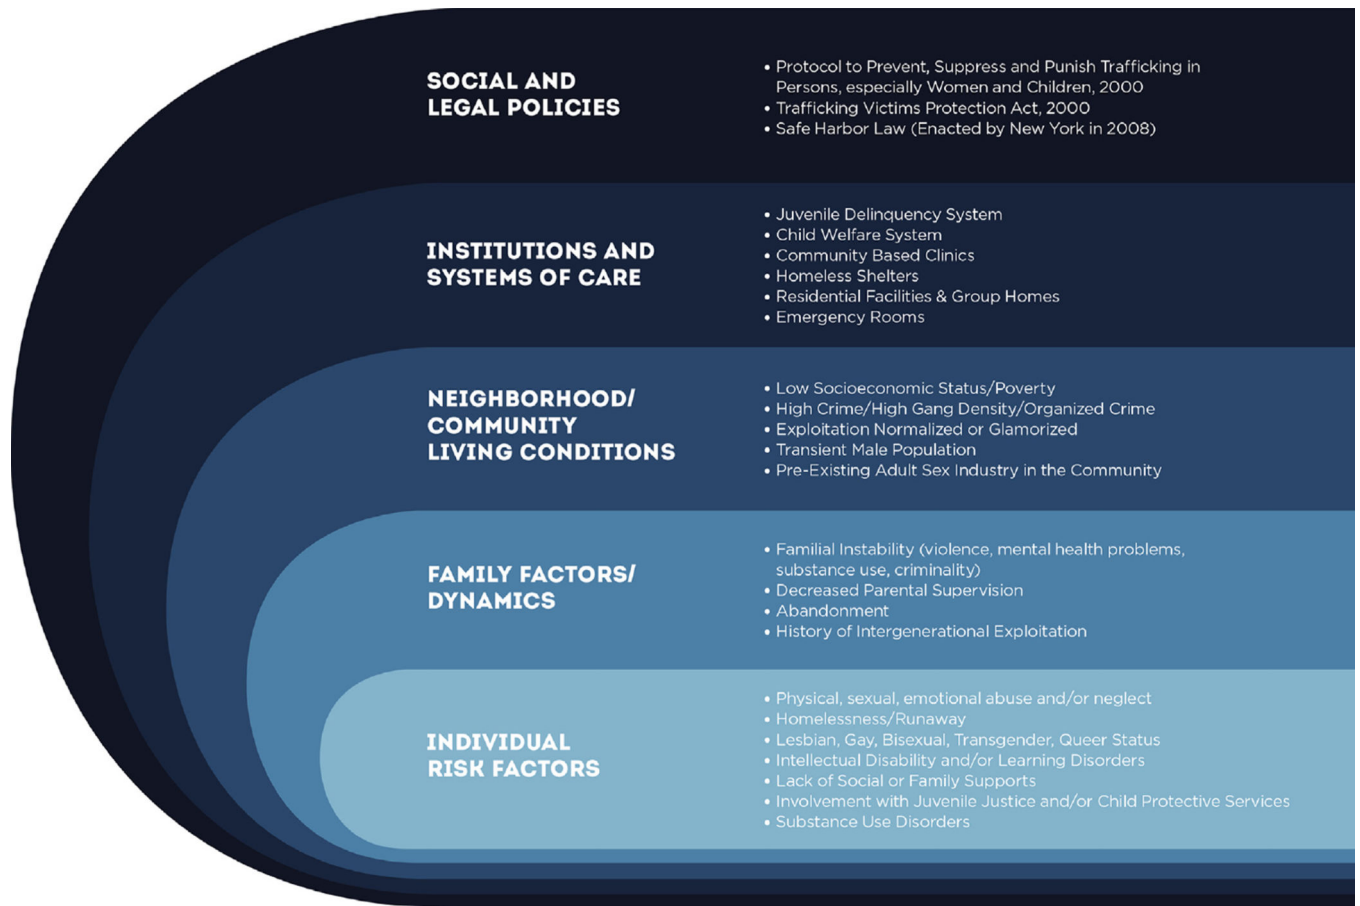 SOCIAL AND
LEGAL POLICIES
• Protocol to Prevent, Suppress and Punish Trafficking in
Persons, especially Women and Children, 2000
• Trafficking Victims Protection Act, 2000
• Safe Harbor Law (Enacted by New York in 2008)
INSTITUTIONS AND
SYSTEMS OF CARE
• Juvenile Delinquency System
• Child Welfare System
• Community Based Clinics
• Homeless Shelters
• Residential Facilities & Group Homes
• Emergency Rooms
NEIGHBORHOOD/
COMMUNITY
LIVING CONDITIONS
• Low Socioeconomic Status/Poverty
• High Crime/High Gang Density/Organized Crime
• Exploitation Normalized or Glamorized
• Transient Male Population
• Pre-Existing Adult Sex Industry in the Community
FAMILY FACTORS/
DYNAMICS
• Familial Instability (violence, mental health problems,
substance use, criminality)
• Decreased Parental Supervision
• Abandonment
• History of Intergenerational Exploitation
INDIVIDUAL
RISK FACTORS
• Physical, sexual, emotional abuse and/or neglect
• Homelessness/Runaway
• Lesbian, Gay, Bisexual, Transgender, Queer Status
• Intellectual Disability and/or Learning Disorders
• Lack of Social or Family Supports
• Involvement with Juvenile Justice and/or Child Protective Services
• Substance Use Disorders